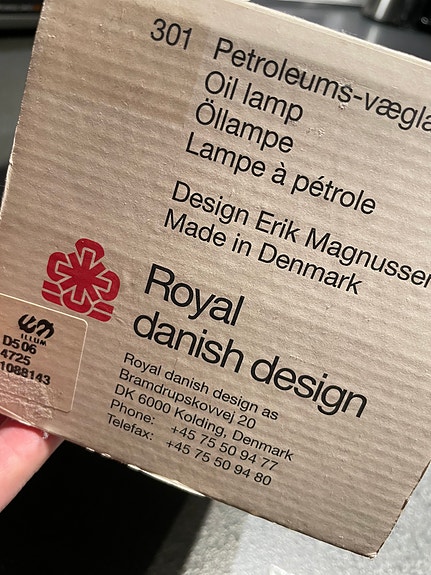 301 Petroleums-vægla
Oil lamp
Öllampe
Lampe à pétrole
Design Erik Magnussen
Made in Denmark
Royal
danish design
Royal danish design as
Bramdrupskovvej 20
DK 6000 Kolding, Denmark
Phone: +45 75 50 94 77
Telefax: +45 75 50 94 80
ILLUM
D506
4725
1088143